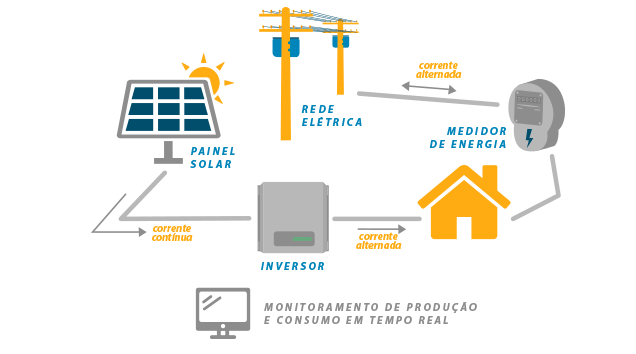 corrente
alternada
REDE
ELÉTRICA
MEDIDOR
DE ENERGIA
PAINEL
SOLAR
corrente
contínua
corrente
alternada
INVERSOR
MONITORAMENTO DE PRODUÇÃO
E CONSUMO EM TEMPO REAL